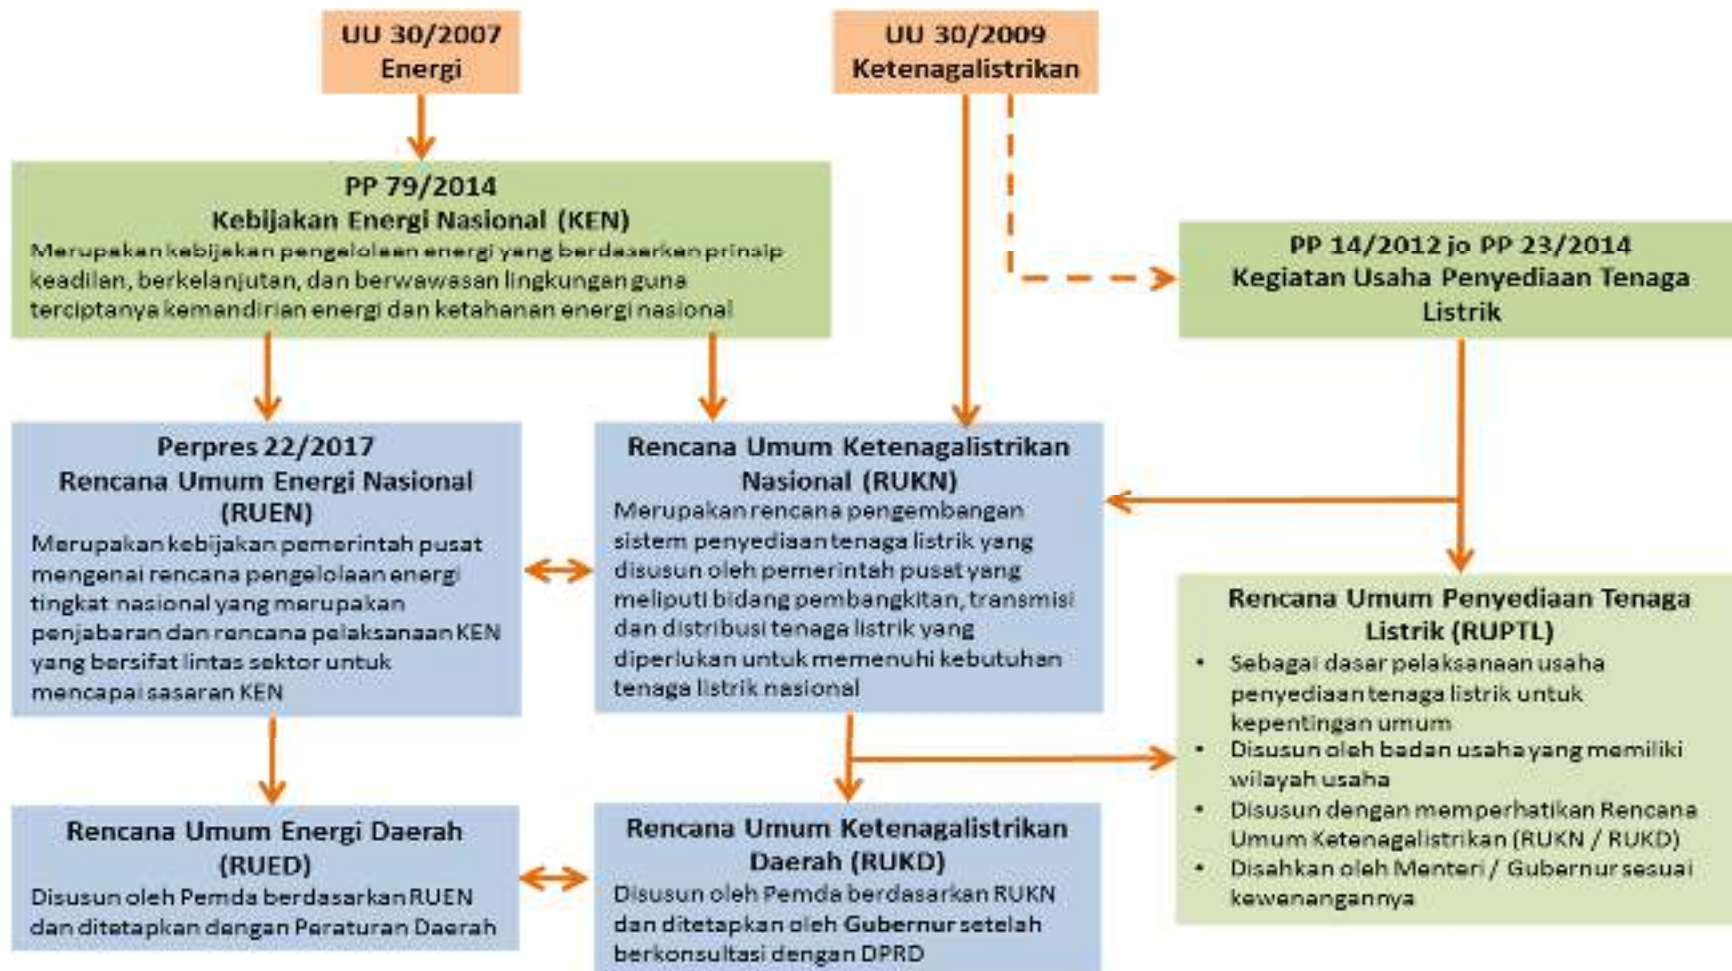 UU 30/2007
Energi
UU 30/2009
Ketenagalistrikan
PP 79/2014
Kebijakan Energi Nasional (KEN)
Merupakan kebijakan pengelolaan energi yang berdasarkan prinsip
keadilan, berkelanjutan, dan berwawasan lingkungan guna
terciptanya kemandirian energi dan ketahanan energi nasional
PP 14/2012 jo PP 23/2014
Kegiatan Usaha Penyediaan Tenaga
Listrik
Perpres 22/2017
Rencana Umum Energi Nasional
(RUEN)
Merupakan kebijakan pemerintah pusat
mengenai rencana pengelolaan energi
tingkat nasional yang merupakan
penjabaran dan rencana pelaksanaan KEN
yang bersifat lintas sektor untuk
mencapai sasaran KEN
Rencana Umum Ketenagalistrikan
Nasional (RUKN)
Merupakan rencana pengembangan
sistem penyediaan tenaga listrik yang
disusun oleh pemerintah pusat yang
meliputi bidang pembangkitan, transmisi
dan distribusi tenaga listrik yang
diperlukan untuk memenuhi kebutuhan
tenaga listrik nasional
Rencana Umum Penyediaan Tenaga
Listrik (RUPTL)
• Sebagai dasar pelaksanaan usaha
penyediaan tenaga listrik untuk
kepentingan umum
• Disusun oleh badan usaha yang memiliki
wilayah usaha
• Disusun dengan memperhatikan Rencana
Umum Ketenagalistrikan (RUKN / RUKD)
• Disahkan oleh Menteri / Gubernur sesuai
kewenangannya
Rencana Umum Energi Daerah
(RUED)
Disusun oleh Pemda berdasarkan RUEN
dan ditetapkan dengan Peraturan Daerah
Rencana Umum Ketenagalistrikan
Daerah (RUKD)
Disusun oleh Pemda berdasarkan RUKN
dan ditetapkan oleh Gubernur setelah
berkonsultasi dengan DPRD